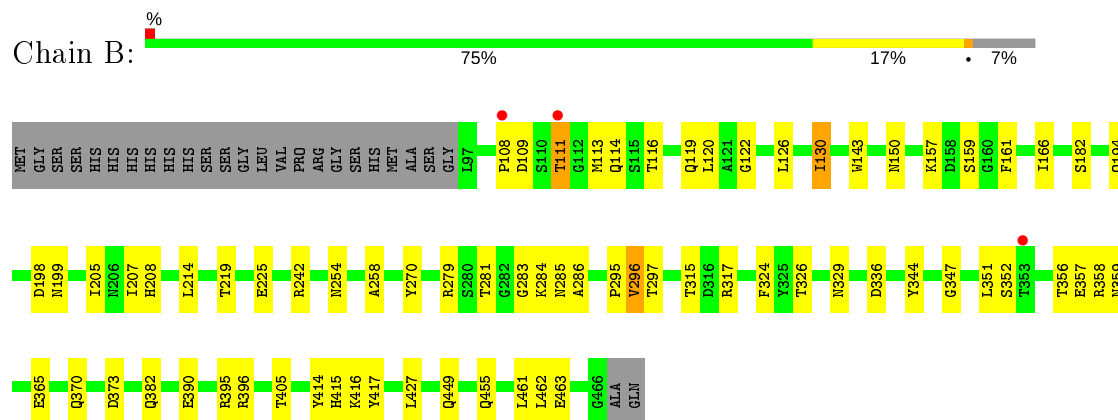 %
Chain B:
75% 17% • 7%
MET GLY SER SER HIS HIS HIS HIS HIS HIS SER SER GLY LEU VAL PRO ARG GLY SER HIS MET ALA SER GLY L97 P108 D109 S110 T111 G112 M113 Q114 S115 T116 Q119 L120 A121 G122 L126 I130 W143 N150 K157 D158 S159 G160 F161 I166 S182
D198 N199 I205 N206 I207 H208 L214 T219 E225 R242 N254 A258 Y270 R279 S280 T281 G282 G283 K284 N285 A286 P295 V296 T297 T315 D316 R317 F324 Y325 T326 N329 D336 Y344 G347 L351 S352 T353 T356 E357 R358 N359
E365 Q370 D373 Q382 E390 R395 R396 T405 Y414 H415 K416 Y417 L427 Q449 Q455 L461 L462 E463 G466 ALA GLN